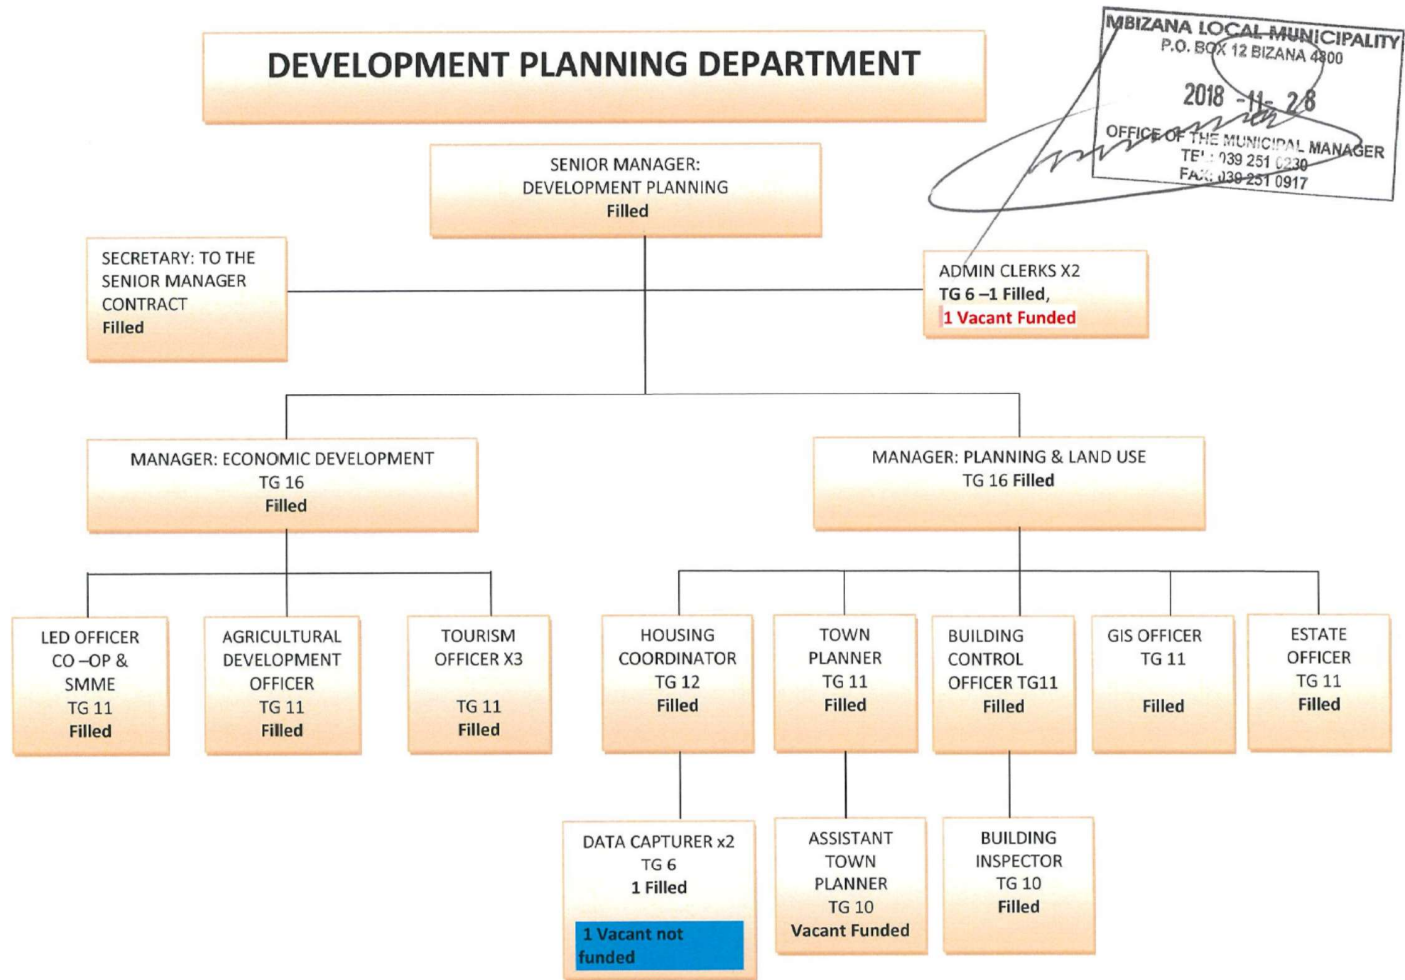 DEVELOPMENT PLANNING DEPARTMENT
MBIZANA LOCAL MUNICIPALITY
P.O. BOX 12 BIZANA 4800
2018 -11- 28
OFFICE OF THE MUNICIPAL MANAGER
TEL: 039 251 0230
FAX: 039 251 0917
SENIOR MANAGER:
DEVELOPMENT PLANNING
Filled
SECRETARY: TO THE
SENIOR MANAGER
CONTRACT
Filled
ADMIN CLERKS X2
TG 6 –1 Filled,
1 Vacant Funded
MANAGER: ECONOMIC DEVELOPMENT
TG 16
Filled
MANAGER: PLANNING & LAND USE
TG 16 Filled
LED OFFICER
CO –OP &
SMME
TG 11
Filled
AGRICULTURAL
DEVELOPMENT
OFFICER
TG 11
Filled
TOURISM
OFFICER X3
TG 11
Filled
HOUSING
COORDINATOR
TG 12
Filled
TOWN
PLANNER
TG 11
Filled
BUILDING
CONTROL
OFFICER TG11
Filled
GIS OFFICER
TG 11
Filled
ESTATE
OFFICER
TG 11
Filled
DATA CAPTURER x2
TG 6
1 Filled
1 Vacant not
funded
ASSISTANT
TOWN
PLANNER
TG 10
Vacant Funded
BUILDING
INSPECTOR
TG 10
Filled